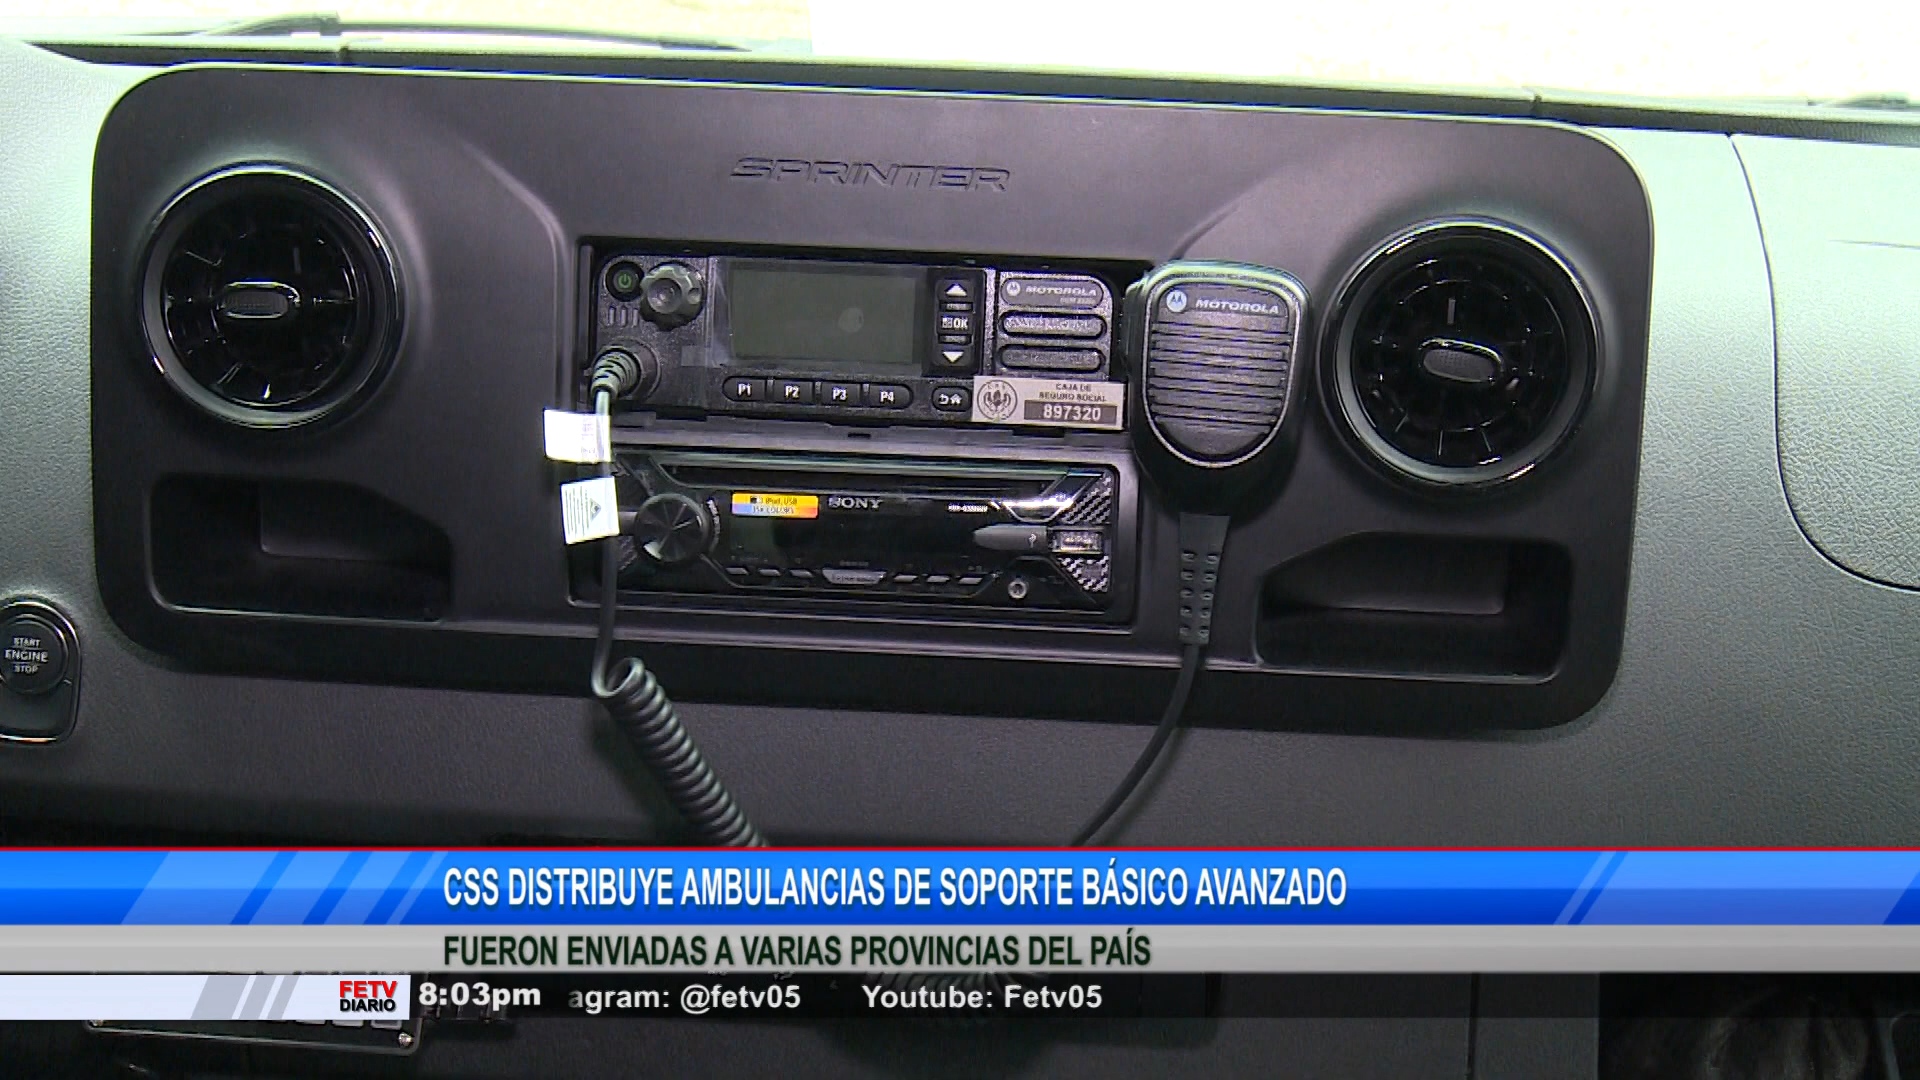 SPRINTER
MOTOROLA
MOTOROLA
OK
P1 P2 P3 P4
CAJA DE
SEGURO SOCIAL
897320
SONY
START
ENGINE
STOP
CSS DISTRIBUYE AMBULANCIAS DE SOPORTE BÁSICO AVANZADO
FUERON ENVIADAS A VARIAS PROVINCIAS DEL PAÍS
FETV
DIARIO
8:03pm agram: @fetv05 Youtube: Fetv05